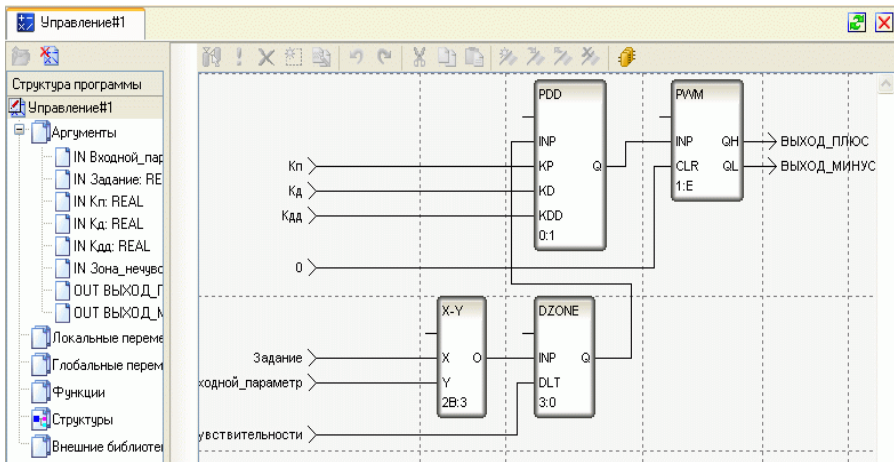 Управление#1
Структура программы
Управление#1
Аргументы
IN Входной_пар
IN Задание: RE
IN Кп: REAL
IN Кд: REAL
IN Кдд: REAL
IN Зона_нечувс
OUT ВЫХОД_П
OUT ВЫХОД_М
Локальные переме
Глобальные перем
Функции
Структуры
Внешние библиотен
PDD
INP
KP Q
KD
KDD
0:1
PWM
INP QH
CLR QL
1:E
ВЫХОД_ПЛЮС
ВЫХОД_МИНУС
Кп
Кд
Кдд
0
X-Y
X O
Y
2B:3
DZONE
INP Q
DLT
3:0
Задание
ходной_параметр
увствительности